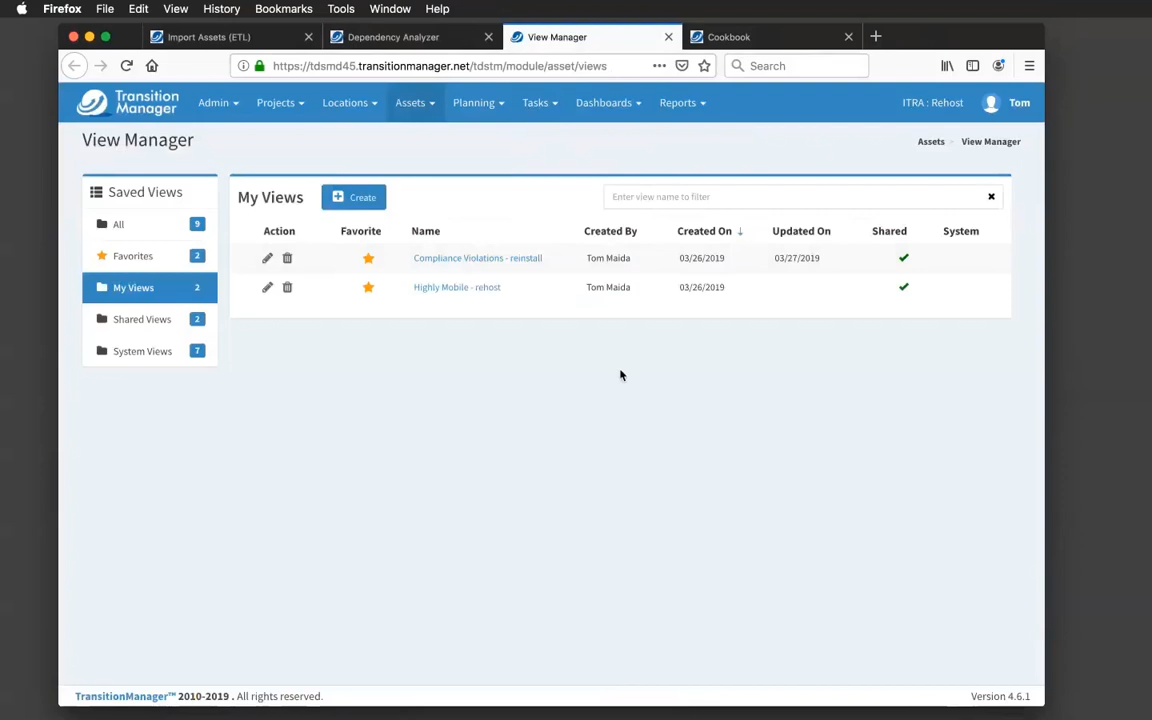 Firefox File Edit View History Bookmarks Tools Window Help
Import Assets (ETL) Dependency Analyzer View Manager Cookbook
https://tdsmd45.transitionmanager.net/tdstm/module/asset/views Search
Transition Manager Admin Projects Locations Assets Planning Tasks Dashboards Reports ITRA : Rehost Tom
View Manager Assets View Manager
Saved Views
All 9
Favorites 2
My Views 2
Shared Views 2
System Views 7
My Views Create Enter view name to filter
Action Favorite Name Created By Created On Updated On Shared System
Compliance Violations - reinstall Tom Maida 03/26/2019 03/27/2019
Highly Mobile - rehost Tom Maida 03/26/2019
TransitionManager™ 2010-2019 . All rights reserved. Version 4.6.1